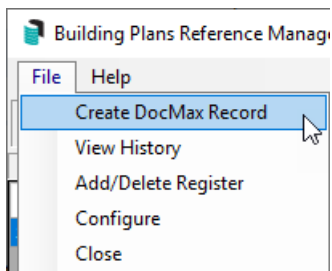 Building Plans Reference Manag
File Help
Create DocMax Record
View History
Add/Delete Register
Configure
Close